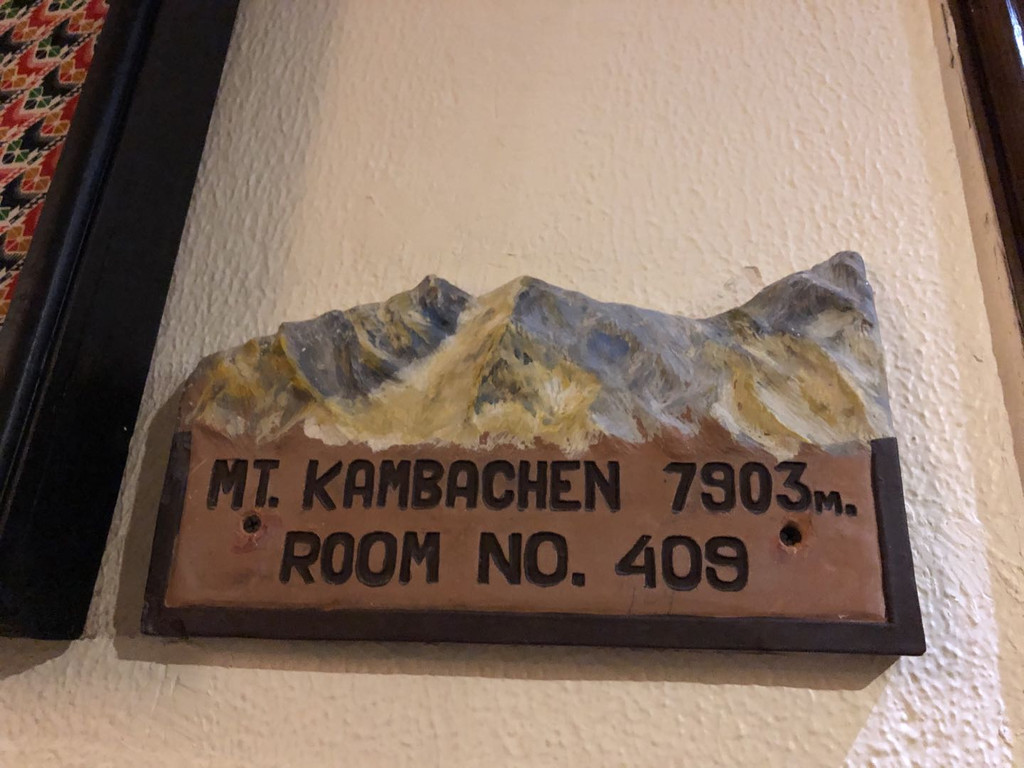 MT. KAMBACHEN 7903M.
ROOM NO. 409